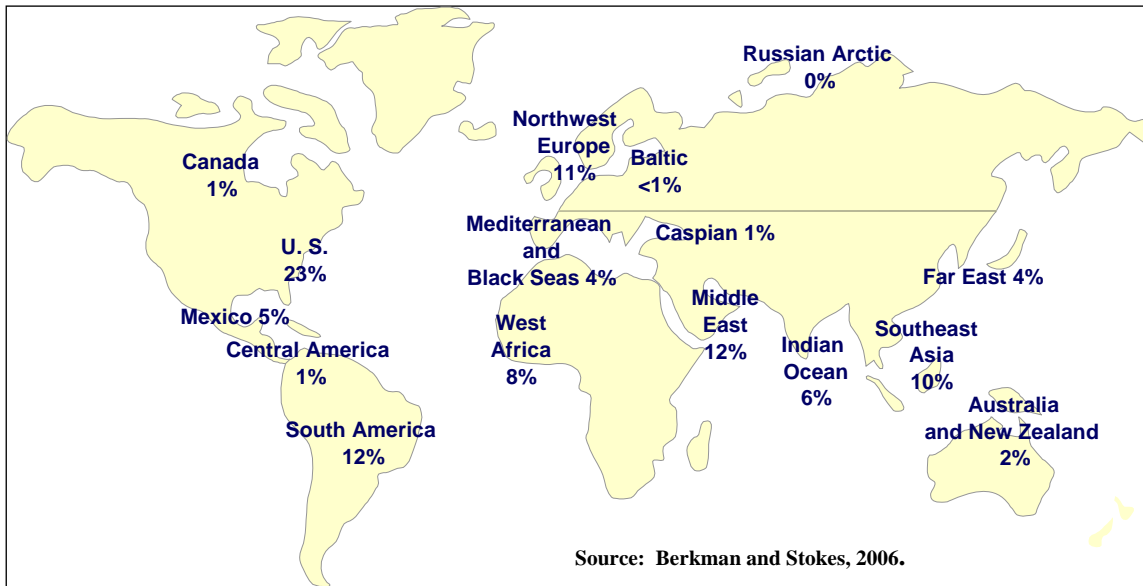 Russian Arctic
0%
Northwest
Europe
11%
Baltic
<1%
Canada
1%
Mediterranean
and
Black Seas 4%
Caspian 1%
U. S.
23%
Far East 4%
Middle
East
12%
Mexico 5%
West
Africa
8%
Southeast
Asia
10%
Indian
Ocean
6%
Central America
1%
Australia
and New Zealand
2%
South America
12%
Source: Berkman and Stokes, 2006.